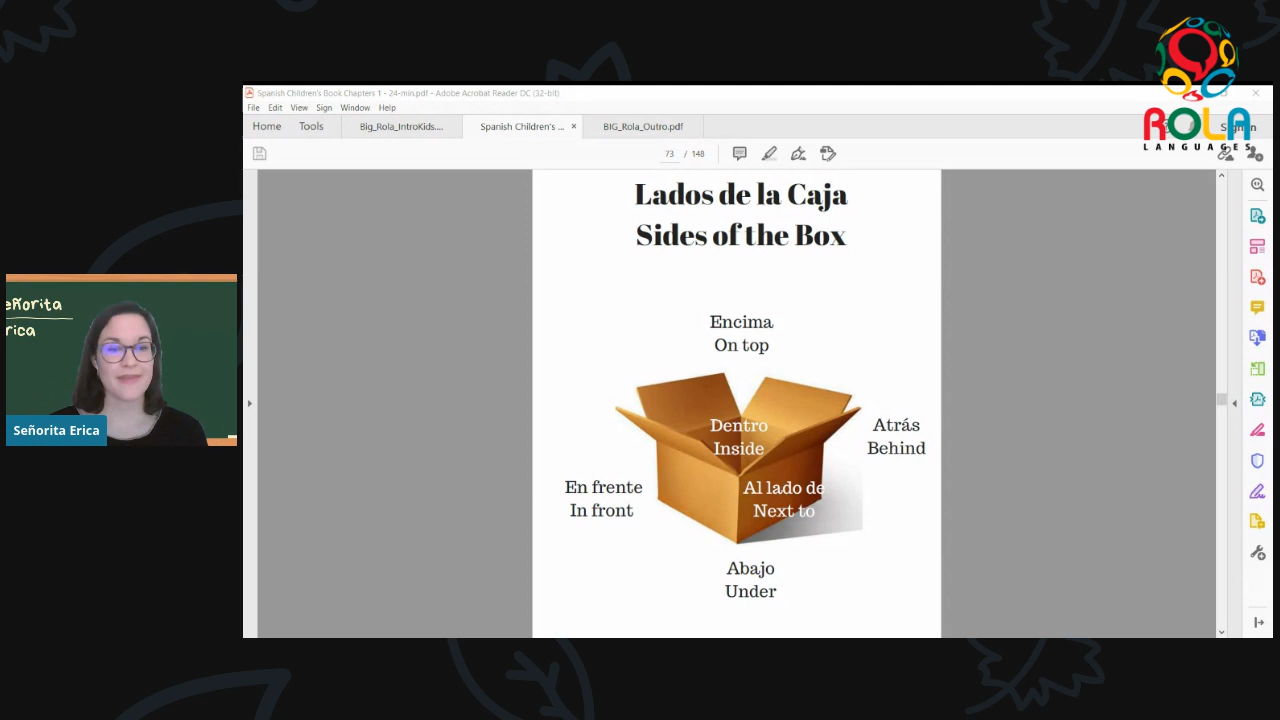 ROLA
LANGUAGES
Spanish Children's Book Chapters 1 - 24-min.pdf - Adobe Acrobat Reader DC (32-bit)
File Edit View Sign Window Help
Home Tools Big_Rola_IntroKids.... Spanish Children's ... × BIG_Rola_Outro.pdf
73 / 148
Lados de la Caja
Sides of the Box
Encima
On top
Dentro
Inside
Atrás
Behind
En frente
In front
Al lado de
Next to
Abajo
Under
eñorita
rica
Señorita Erica